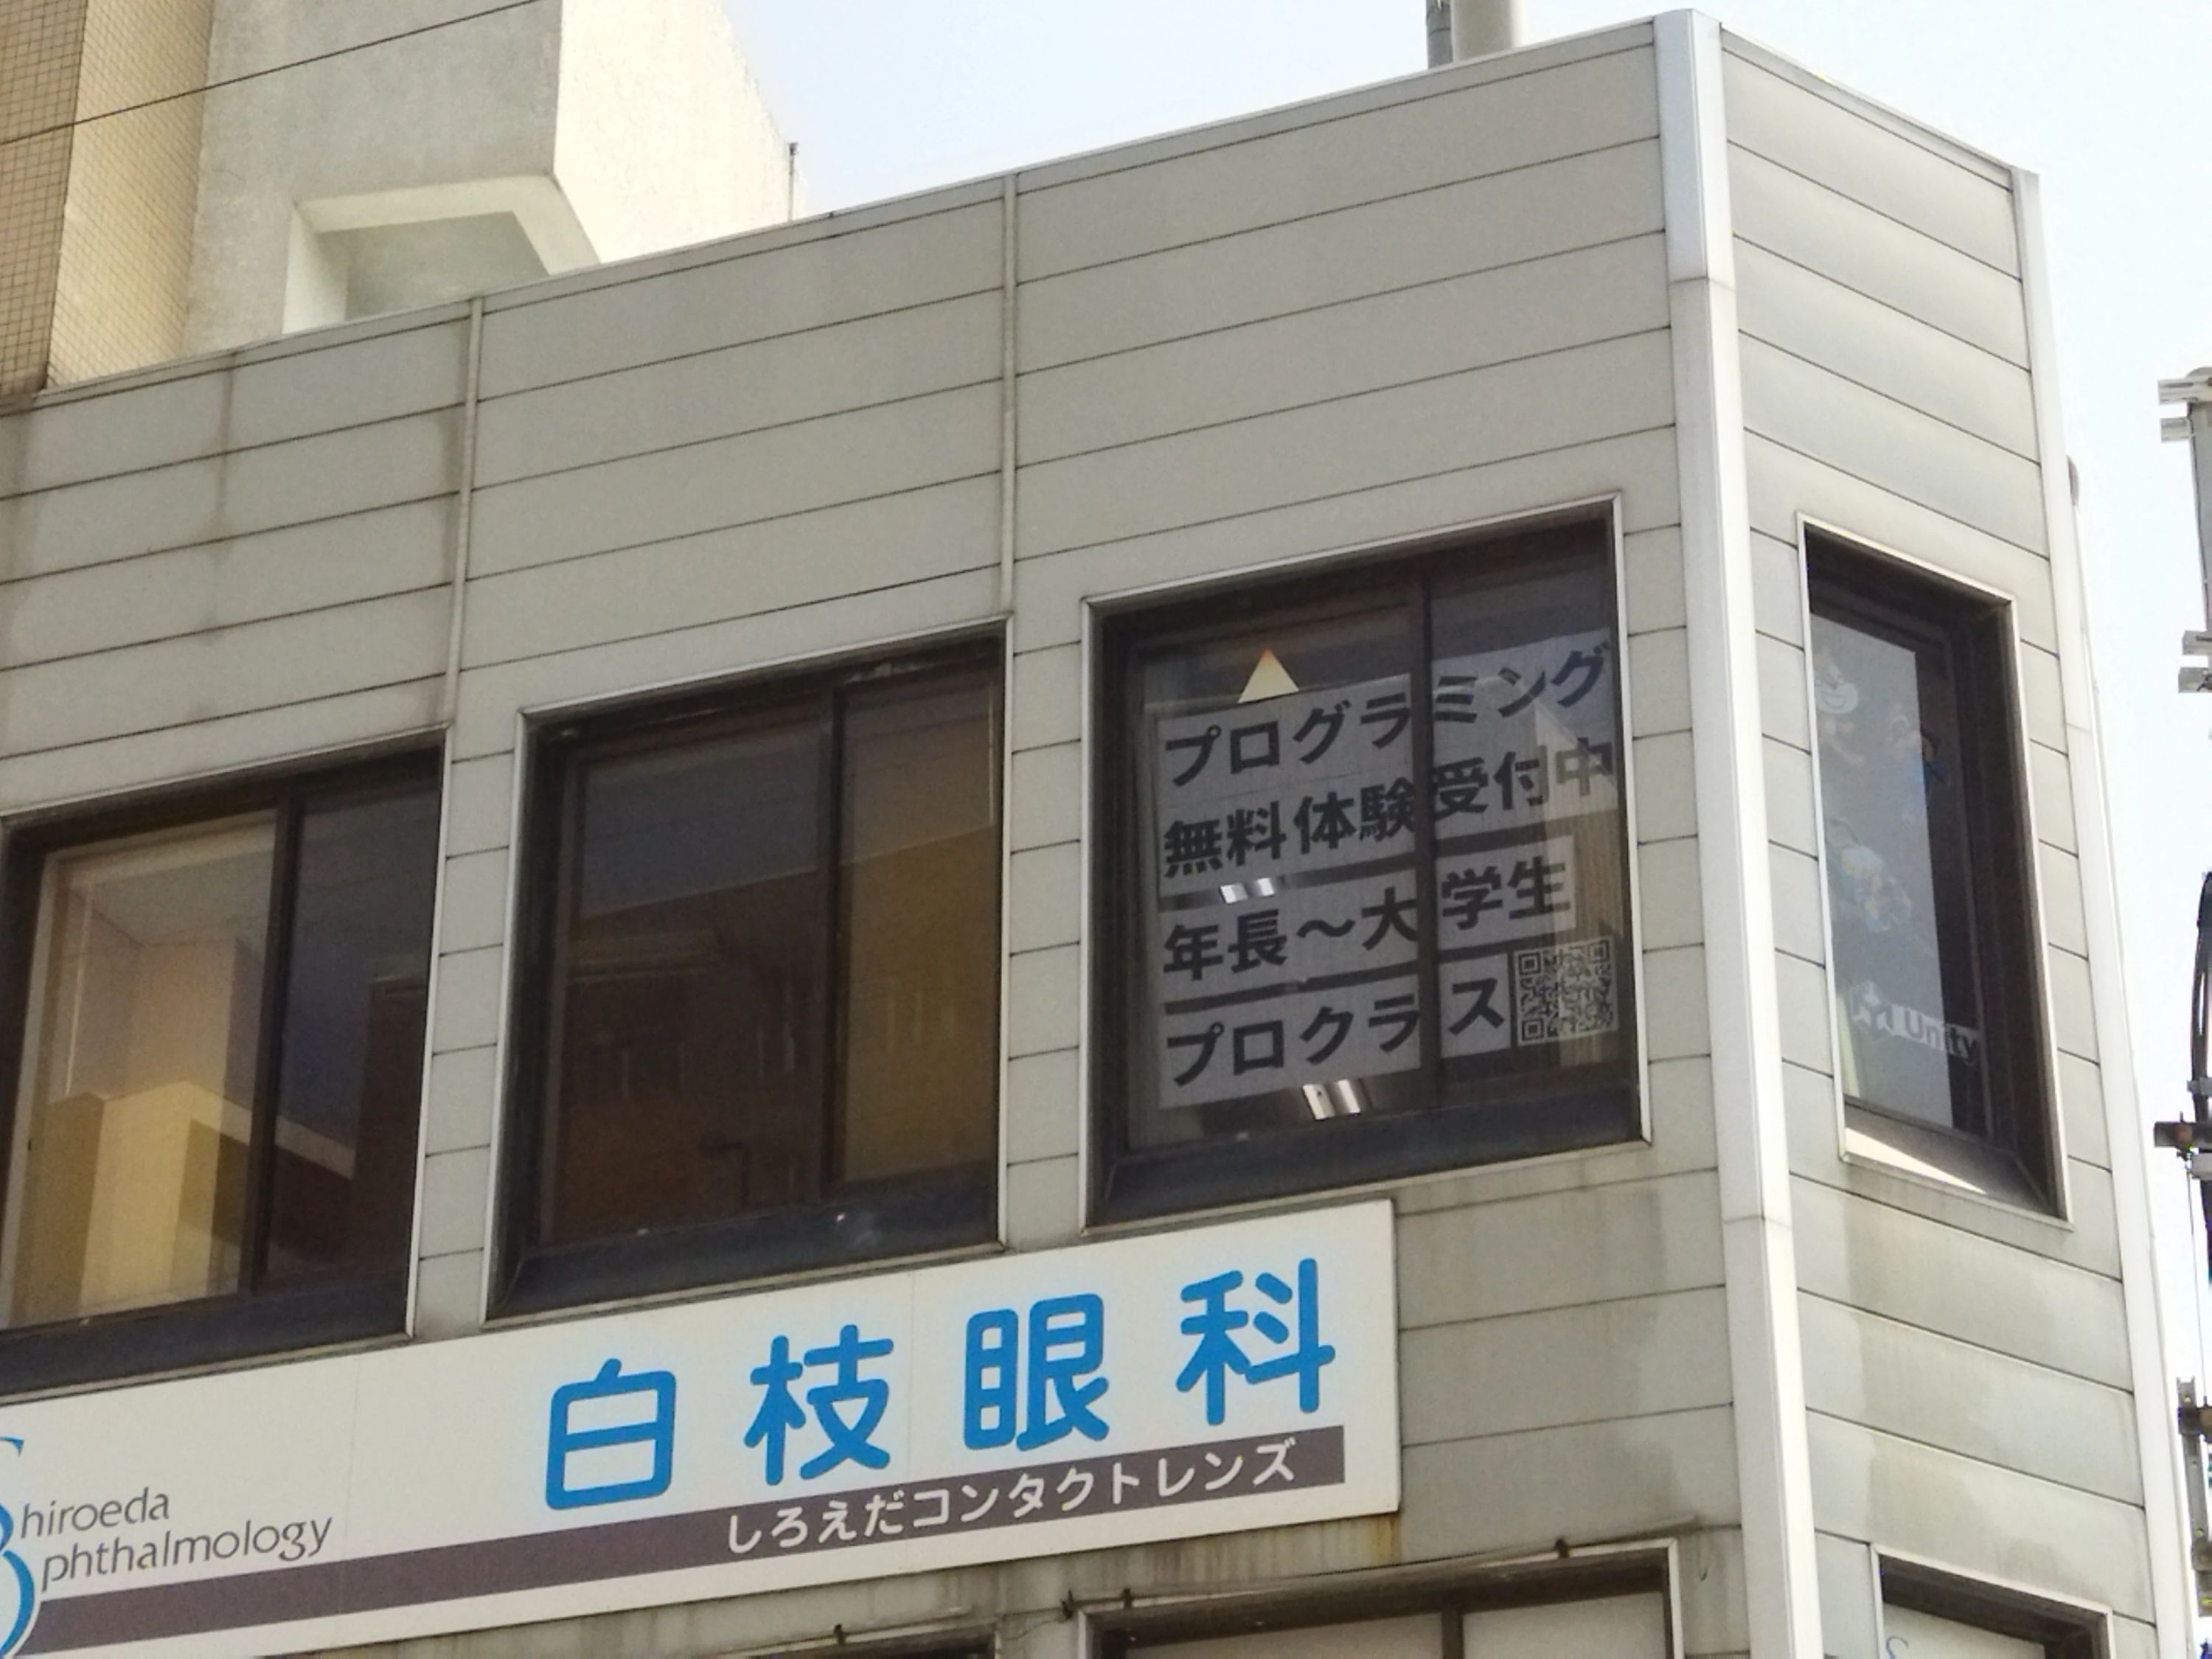 プログラミング
無料体験受付中
年長～大学生
プロクラス
Unity
白枝眼科
しろえだコンタクトレンズ
Shiroeda
phthalmology